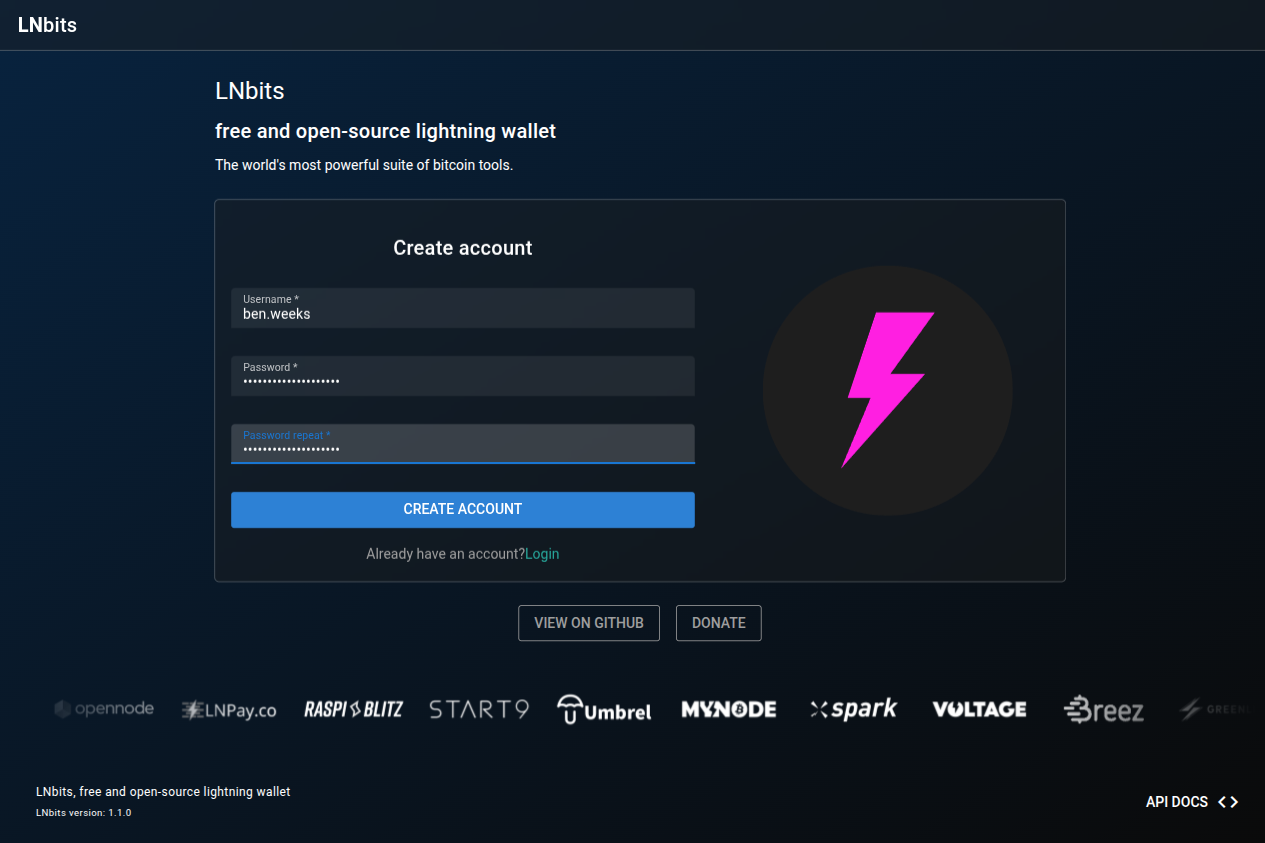 LNbits
LNbits
free and open-source lightning wallet
The world's most powerful suite of bitcoin tools.
Create account
Username *
ben.weeks
Password *
••••••••••••••••••••
Password repeat *
••••••••••••••••••••
CREATE ACCOUNT
Already have an account?Login
VIEW ON GITHUB DONATE
opennode LNPay.co RASPI BLITZ START9 Umbrel MYNODE spark VOLTAGE Breez
LNbits, free and open-source lightning wallet
LNbits version: 1.1.0
API DOCS <>